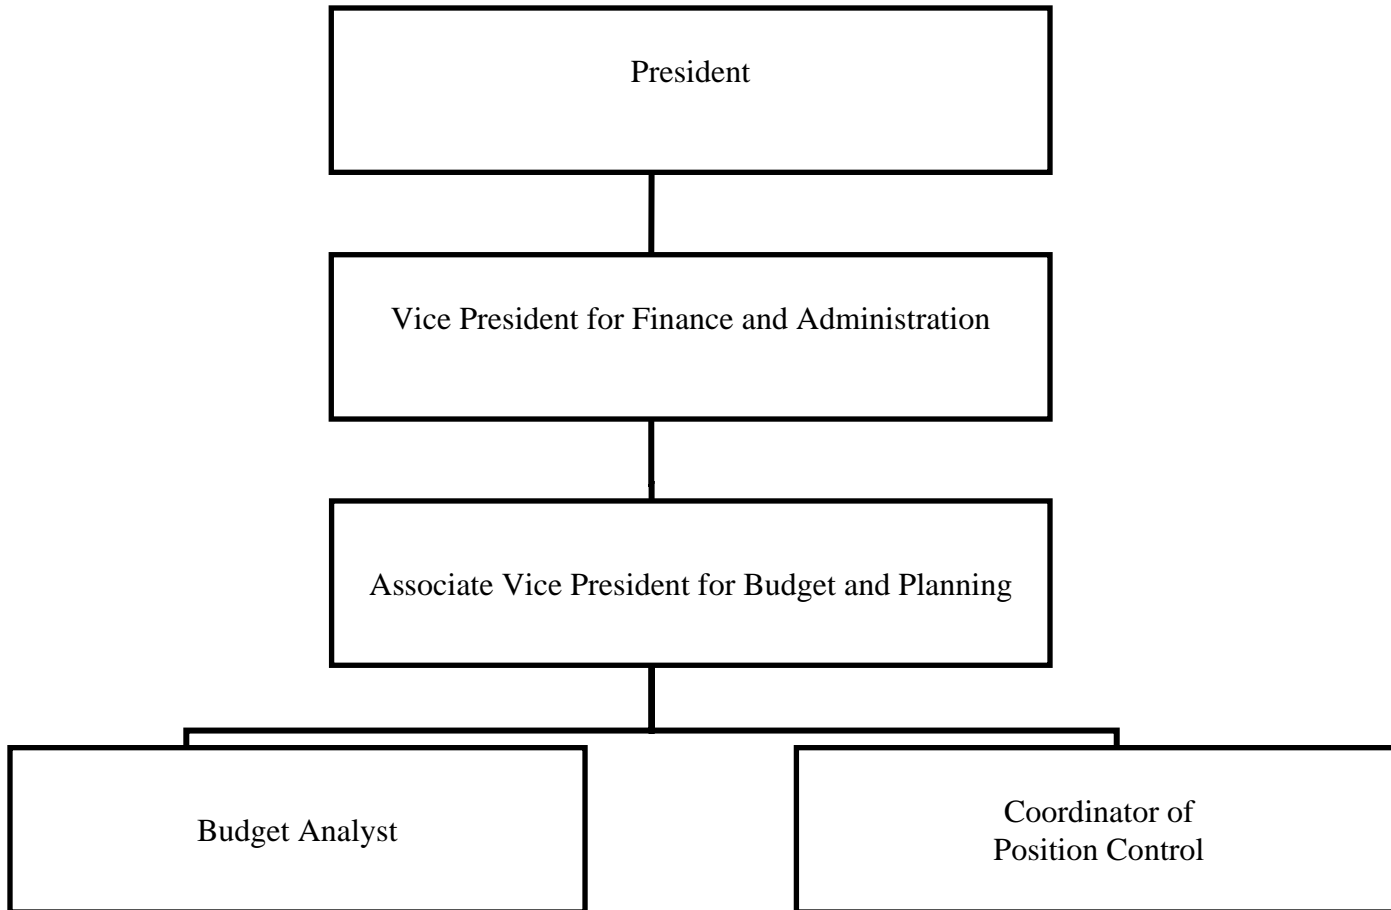 President
Vice President for Finance and Administration
Associate Vice President for Budget and Planning
Budget Analyst
Coordinator of
Position Control